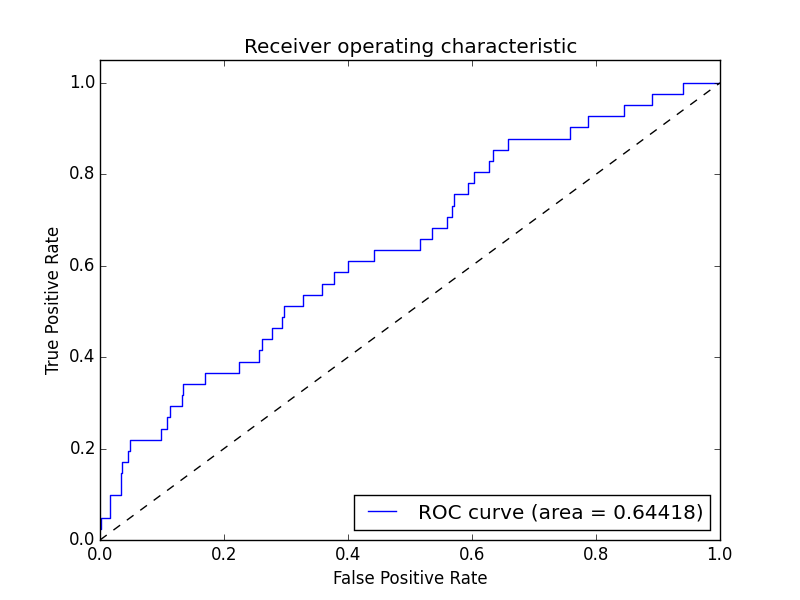 Receiver operating characteristic
1.0
0.8
0.6
0.4
0.2
0.0
True Positive Rate
ROC curve (area = 0.64418)
0.0 0.2 0.4 0.6 0.8 1.0
False Positive Rate